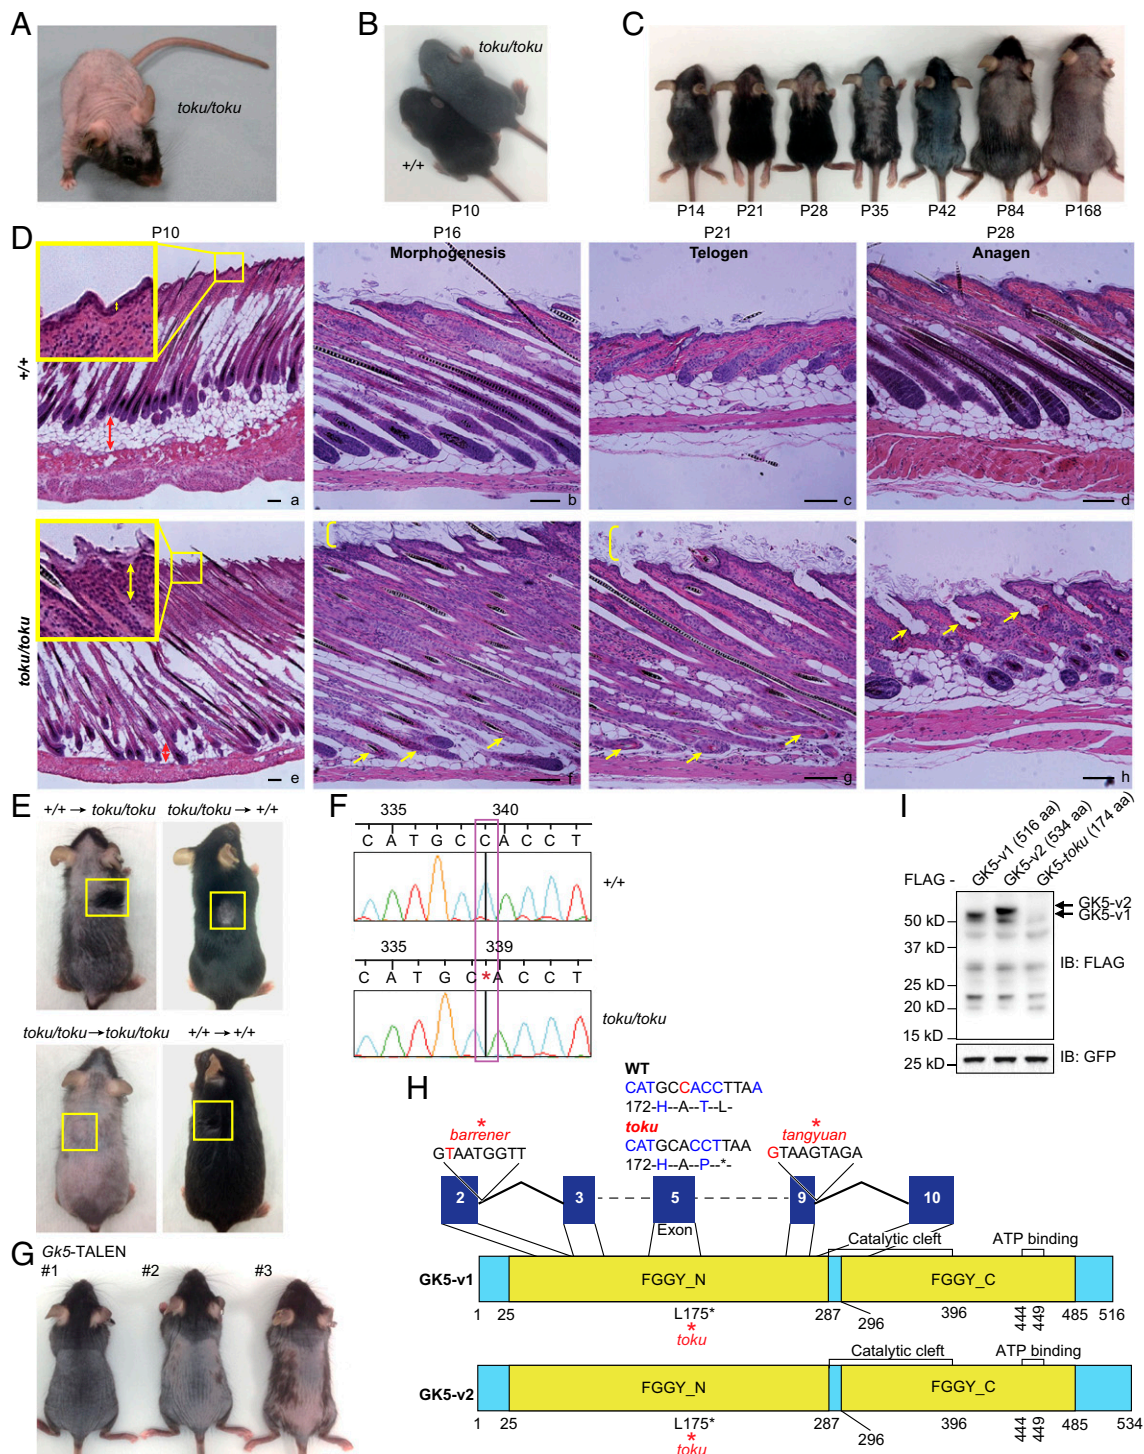 A
toku/toku
B
toku/toku
+/+
P10
C
P14 P21 P28 P35 P42 P84 P168
D
P10 P16 P21 P28
Morphogenesis Telogen Anagen
+/+
a b c d
toku/toku
e f g h
E
+/+ → toku/toku toku/toku → +/+
toku/toku→toku/toku +/+ → +/+
F
335 340
C A T G C C A C C T
+/+
335 339
C A T G C * A C C T
toku/toku
G
Gk5-TALEN
#1 #2 #3
H
WT
CATGCCACCTTAA
172-H--A--T--L-
toku
CATGCACCTTAA
172-H--A--P--*-
*
barrener
GTAATGGTT
*
tangyuan
GTAAGTAGA
2 3 5 9 10
Exon
Catalytic cleft ATP binding
GK5-v1 FGGY_N FGGY_C
1 25 L175* 287 296 396 444 449 485 516
*
toku
Catalytic cleft ATP binding
GK5-v2 FGGY_N FGGY_C
1 25 L175* 287 296 396 444 449 485 534
*
toku
I
FLAG -
GK5-v1 (516 aa)
GK5-v2 (534 aa)
GK5-toku (174 aa)
GK5-v2
GK5-v1
50 kD
37 kD
IB: FLAG
25 kD
20 kD
15 kD
25 kD IB: GFP